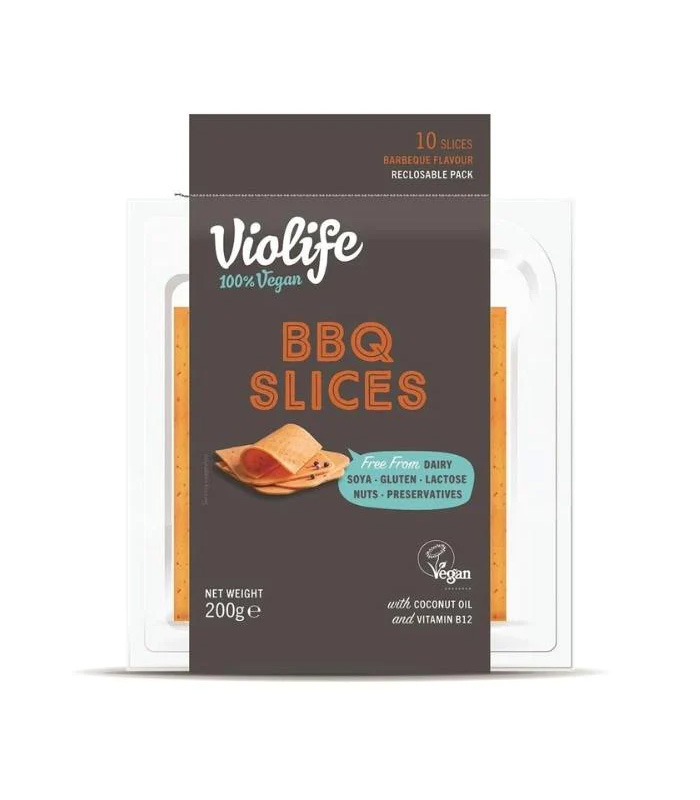 10 SLICES
BARBEQUE FLAVOUR
RECLOSABLE PACK
Violife
100% Vegan
BBQ
SLICES
Free From DAIRY
SOYA - GLUTEN - LACTOSE
NUTS - PRESERVATIVES
Vegan
NET WEIGHT
200g ℮
with COCONUT OIL
and VITAMIN B12